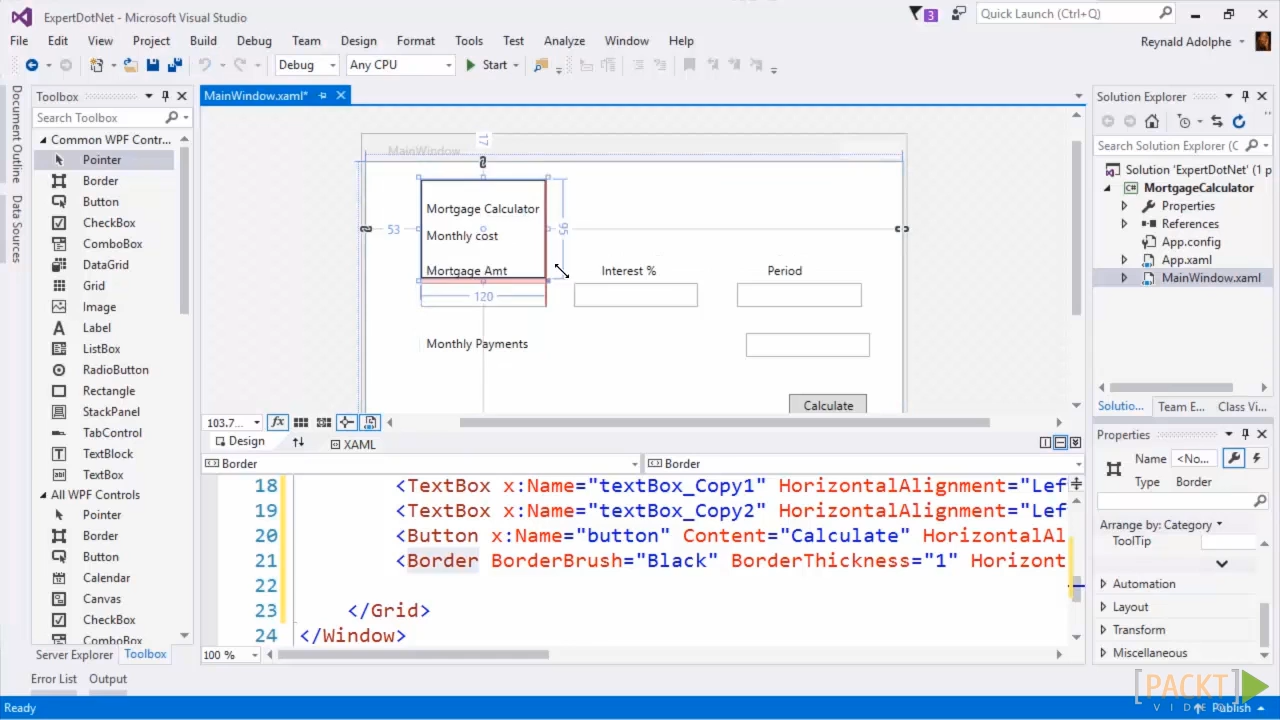 ExpertDotNet - Microsoft Visual Studio
3
Quick Launch (Ctrl+Q)
File Edit View Project Build Debug Team Format Design Tools Test Analyze Window Help
Reynald Adolphe
Debug
Any CPU
Start
Document Outline
Data Sources
Toolbox
Search Toolbox
Common WPF Contr...
Pointer
Border
Button
CheckBox
ComboBox
DataGrid
Grid
Image
Label
ListBox
RadioButton
Rectangle
StackPanel
TabControl
TextBlock
TextBox
All WPF Controls
Pointer
Border
Button
Calendar
Canvas
CheckBox
ComboBox
Server Explorer
Toolbox
MainWindow.xaml*
MainWindow
17
53
95
120
Mortgage Calculator
Monthly cost
Mortgage Amt
Interest %
Period
Monthly Payments
Calculate
103.7...
fx
Design
XAML
Border
Border
18 <TextBox x:Name="textBox_Copy1" HorizontalAlignment="Lef
19 <TextBox x:Name="textBox_Copy2" HorizontalAlignment="Lef
20 <Button x:Name="button" Content="Calculate" HorizontalAl
21 <Border BorderBrush="Black" BorderThickness="1" Horizont
22
23 </Grid>
24 </Window>
100 %
Solution Explorer
Search Solution Explorer (C
Solution 'ExpertDotNet' (1 p
C#
MortgageCalculator
Properties
References
App.config
App.xaml
MainWindow.xaml
Solutio...
Team E...
Class Vi...
Properties
Name
<No...
Type
Border
Arrange by: Category
ToolTip
Automation
Layout
Transform
Miscellaneous
Error List
Output
Ready
Publish
[PACKT]
VIDEO